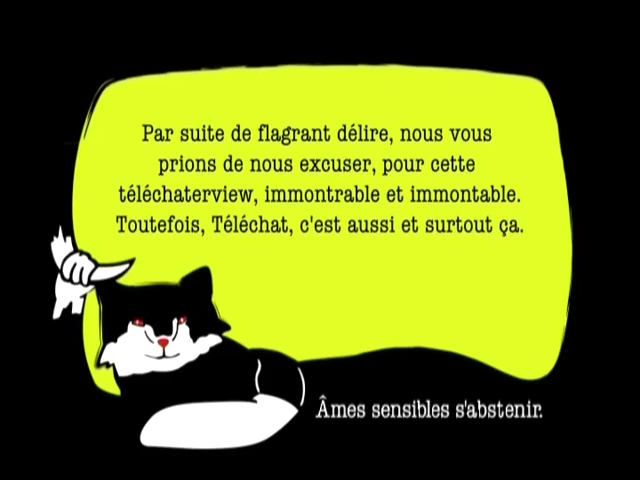 Par suite de flagrant délire, nous vous
prions de nous excuser, pour cette
téléchaterview, immontrable et immontable.
Toutefois, Téléchat, c'est aussi et surtout ça.
Âmes sensibles s'abstenir.